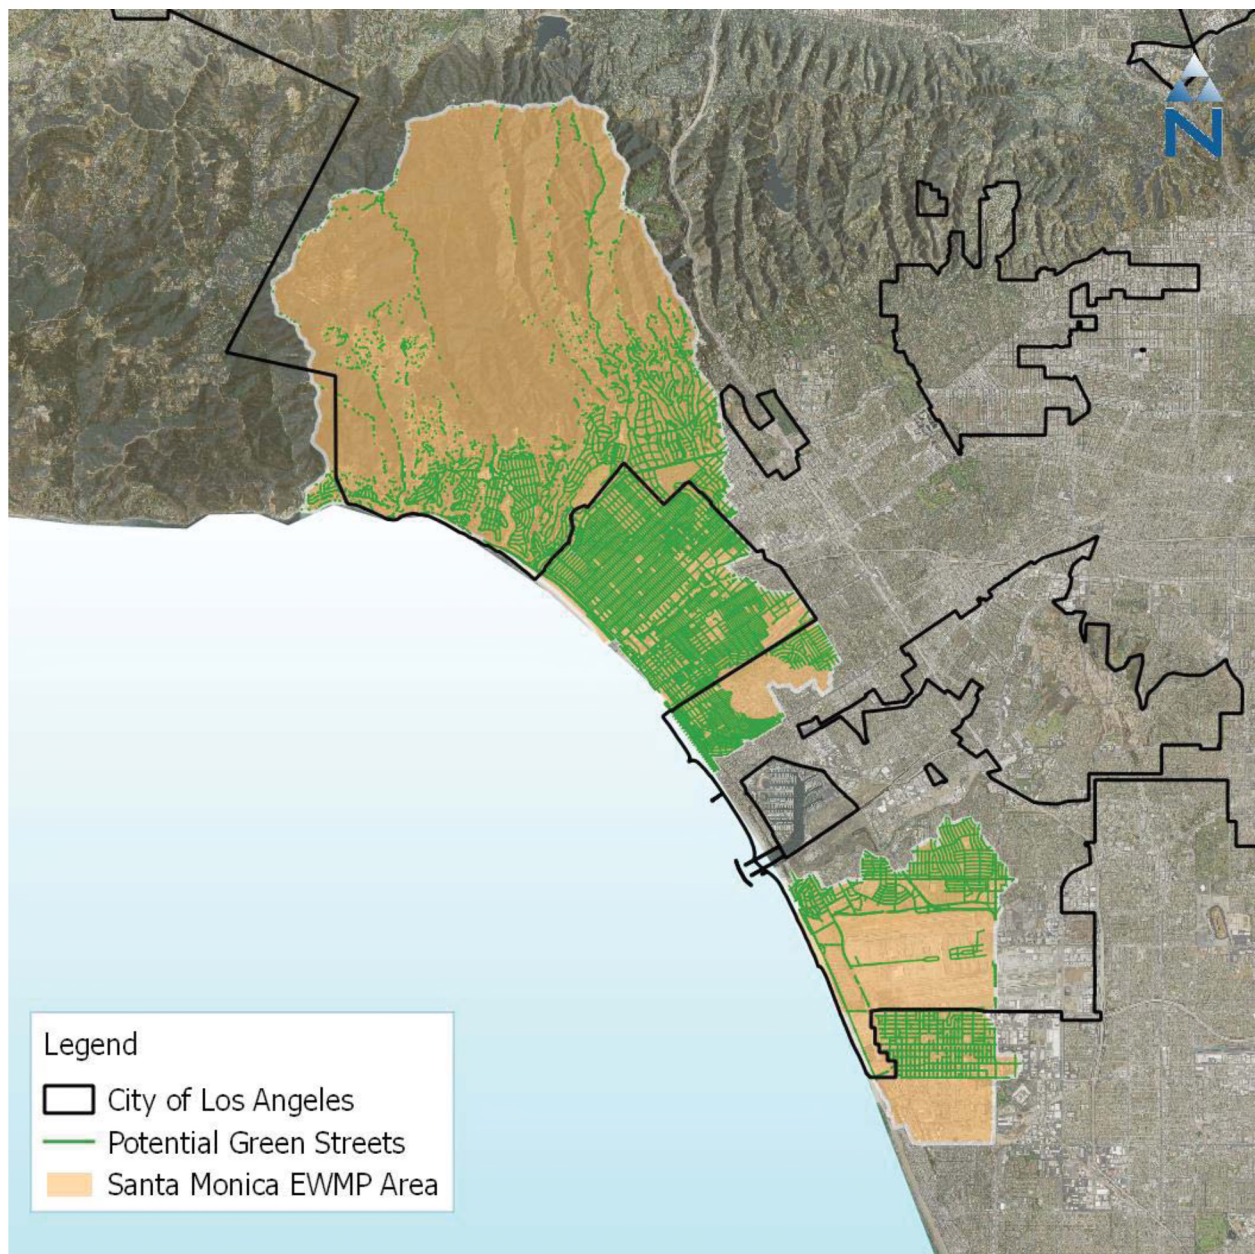 N
Legend
City of Los Angeles
Potential Green Streets
Santa Monica EWMP Area